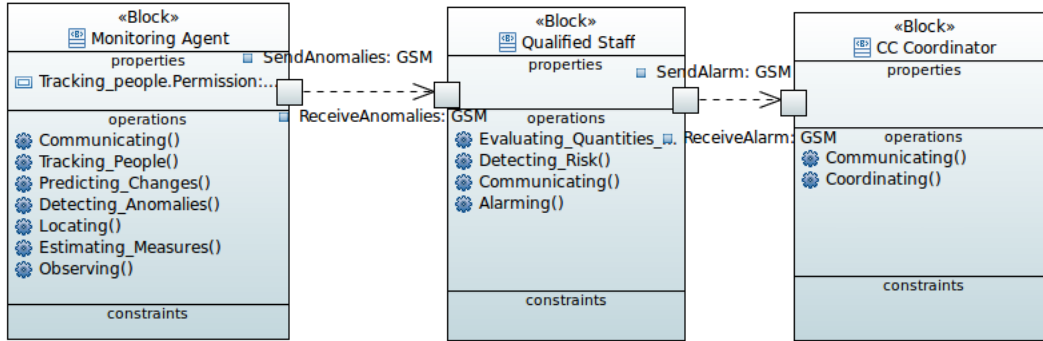 «Block»
Monitoring Agent
properties
Tracking_people.Permission:...
operations
Communicating()
Tracking_People()
Predicting_Changes()
Detecting_Anomalies()
Locating()
Estimating_Measures()
Observing()
constraints
SendAnomalies: GSM
ReceiveAnomalies: GSM
«Block»
Qualified Staff
properties
operations
Evaluating_Quantities_...
Detecting_Risk()
Communicating()
Alarming()
constraints
SendAlarm: GSM
ReceiveAlarm: GSM
«Block»
CC Coordinator
properties
operations
Communicating()
Coordinating()
constraints